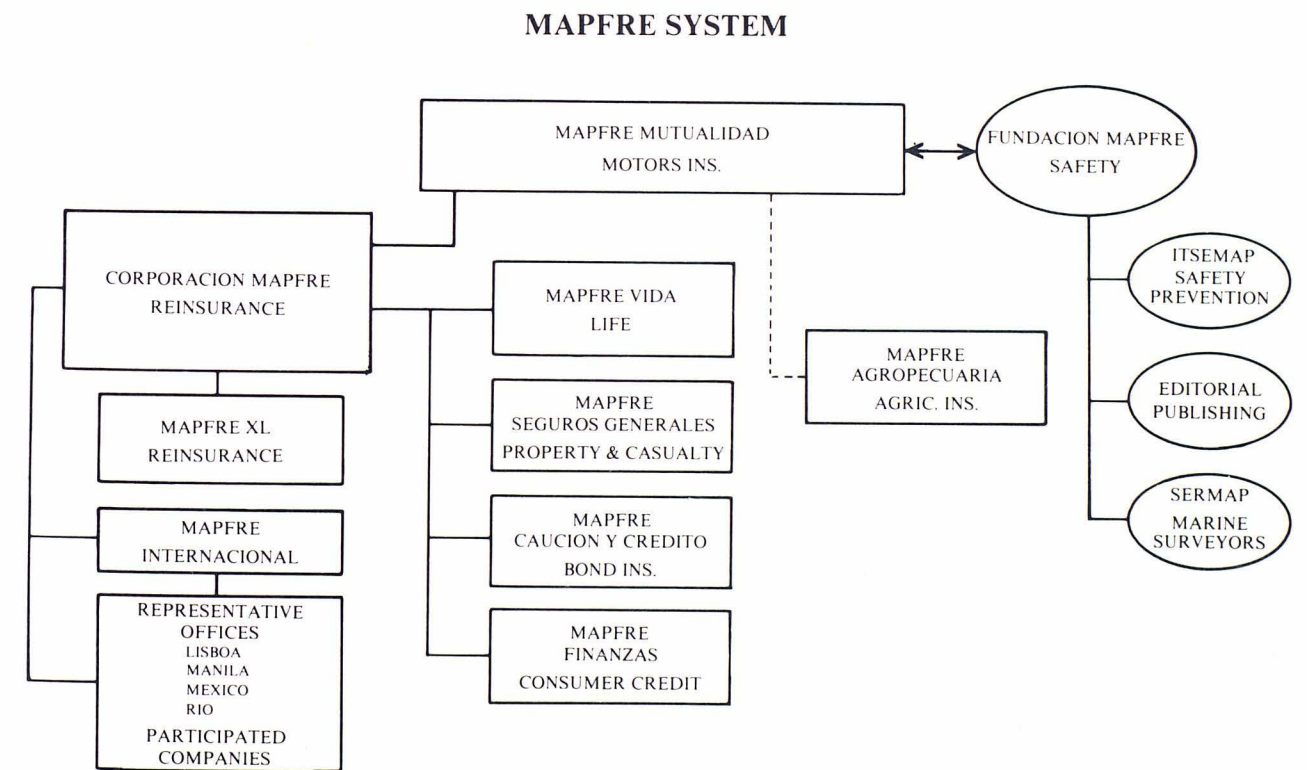 MAPFRE SYSTEM
MAPFRE MUTUALIDAD
MOTORS INS.
FUNDACION MAPFRE
SAFETY
CORPORACION MAPFRE
REINSURANCE
MAPFRE XL
REINSURANCE
MAPFRE
INTERNACIONAL
REPRESENTATIVE
OFFICES
LISBOA
MANILA
MEXICO
RIO
PARTICIPATED
COMPANIES
MAPFRE VIDA
LIFE
MAPFRE
SEGUROS GENERALES
PROPERTY & CASUALTY
MAPFRE
CAUCION Y CREDITO
BOND INS.
MAPFRE
FINANZAS
CONSUMER CREDIT
MAPFRE
AGROPECUARIA
AGRIC. INS.
ITSEMAP
SAFETY
PREVENTION
EDITORIAL
PUBLISHING
SERMAP
MARINE
SURVEYORS